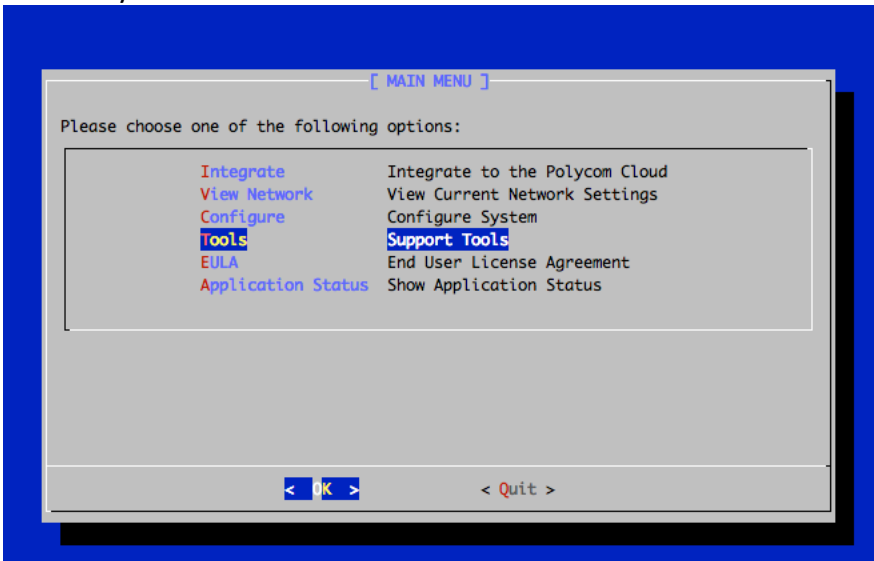 [ MAIN MENU ]
Please choose one of the following options:
Integrate Integrate to the Polycom Cloud
View Network View Current Network Settings
Configure Configure System
Tools Support Tools
EULA End User License Agreement
Application Status Show Application Status
< OK > < Quit >